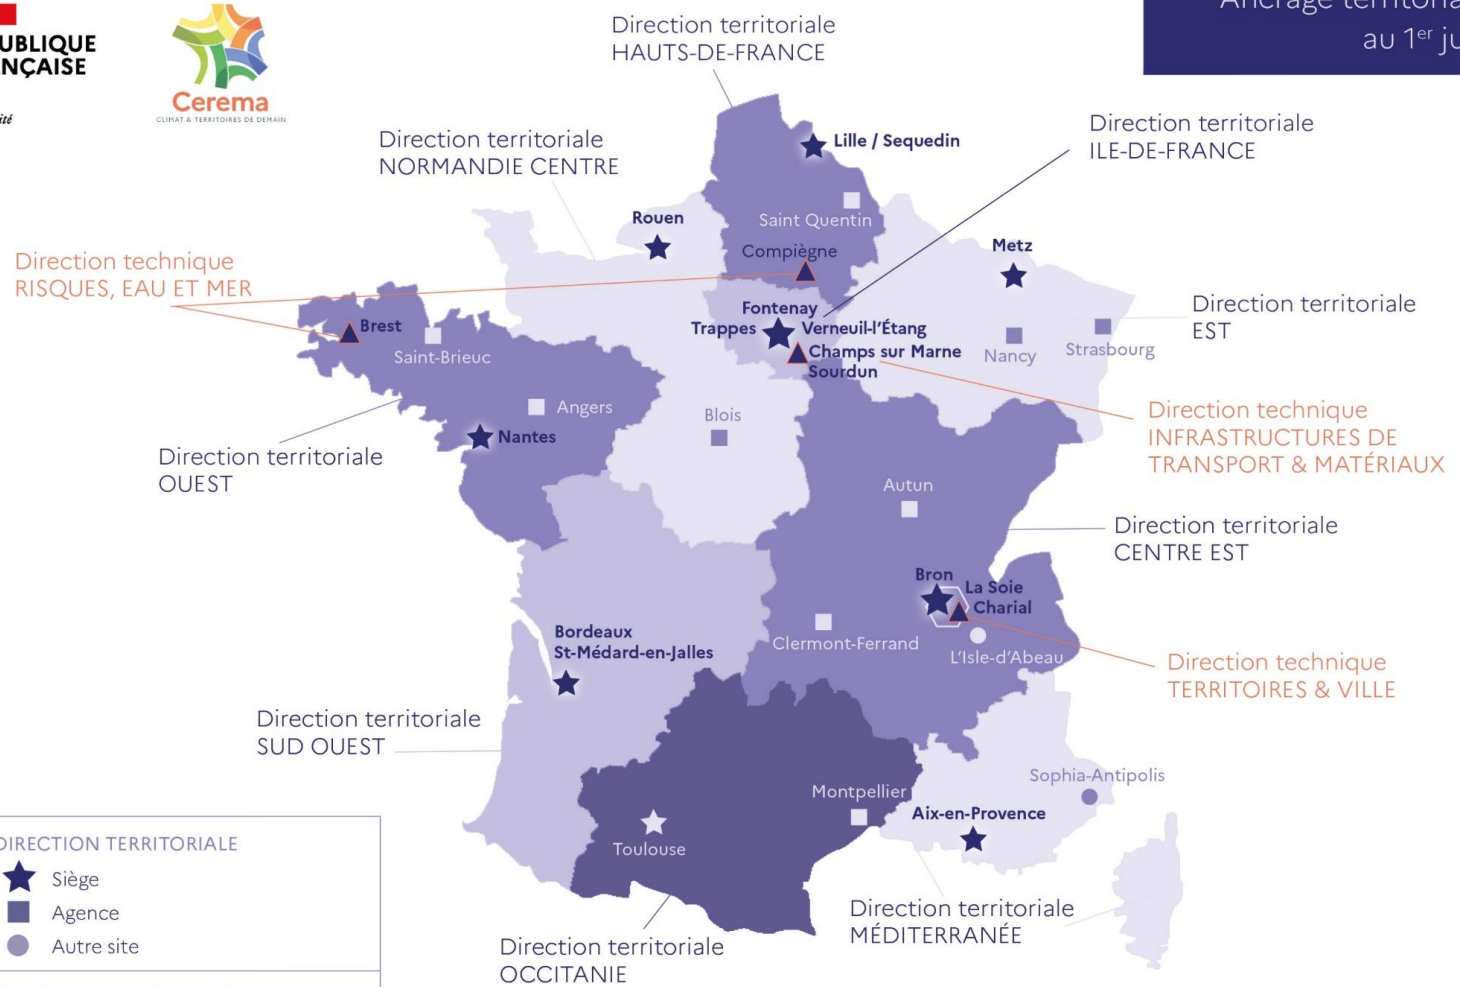 Ancrage
au 1er
Cerema
CLIMAT & TERRITOIRES DE DEMAIN
Direction territoriale
HAUTS-DE-FRANCE
Direction territoriale
NORMANDIE CENTRE
Direction territoriale
ILE-DE-FRANCE
Lille / Sequedin
Saint Quentin
Rouen
Compiègne
Metz
Direction technique
RISQUES, EAU ET MER
Direction territoriale
EST
Fontenay
Trappes
Verneuil-l'Étang
Champs sur Marne
Sourdun
Brest
Saint-Brieuc
Nancy
Strasbourg
Angers
Blois
Nantes
Direction technique
INFRASTRUCTURES DE
TRANSPORT & MATÉRIAUX
Direction territoriale
OUEST
Autun
Direction territoriale
CENTRE EST
Bron
La Soie
Charial
Bordeaux
St-Médard-en-Jalles
Clermont-Ferrand
L'Isle-d'Abeau
Direction technique
TERRITOIRES & VILLE
Direction territoriale
SUD OUEST
Sophia-Antipolis
Montpellier
Aix-en-Provence
Toulouse
DIRECTION TERRITORIALE
Siège
Agence
Autre site
Direction territoriale
MÉDITERRANÉE
Direction territoriale
OCCITANIE